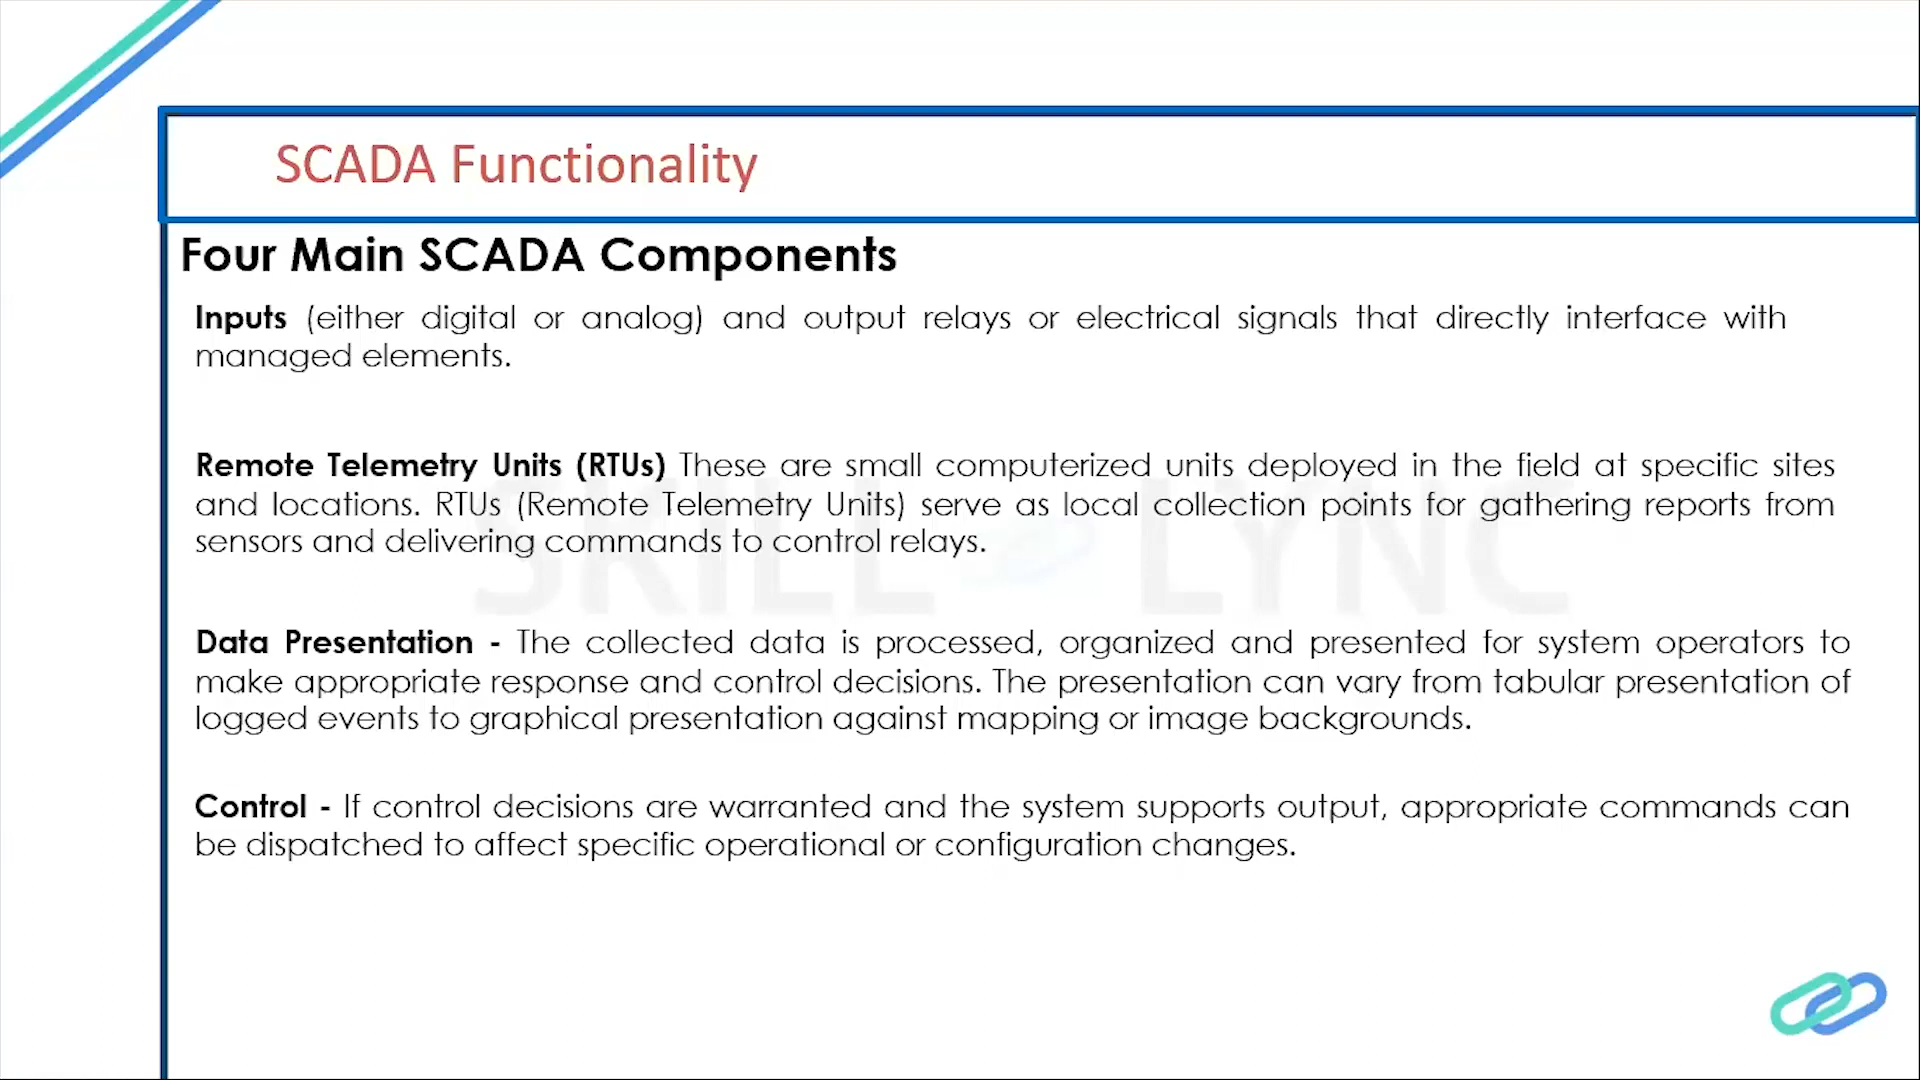 SCADA Functionality
Four Main SCADA Components
Inputs (either digital or analog) and output relays or electrical signals that directly interface with
managed elements.
Remote Telemetry Units (RTUs) These are small computerized units deployed in the field at specific sites
and locations. RTUs (Remote Telemetry Units) serve as local collection points for gathering reports from
sensors and delivering commands to control relays.
SKILL LYNC
Data Presentation - The collected data is processed, organized and presented for system operators to
make appropriate response and control decisions. The presentation can vary from tabular presentation of
logged events to graphical presentation against mapping or image backgrounds.
Control - If control decisions are warranted and the system supports output, appropriate commands can
be dispatched to affect specific operational or configuration changes.